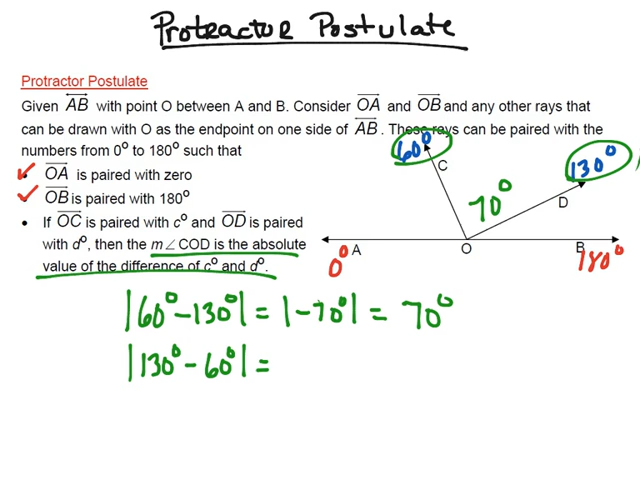 Protractor Postulate
Protractor Postulate
Given AB with point O between A and B. Consider OA and OB and any other rays that
can be drawn with O as the endpoint on one side of AB. These rays can be paired with the
numbers from 0° to 180° such that
OA is paired with zero
OB is paired with 180°
• If OC is paired with c° and OD is paired
with d°, then the m∠COD is the absolute
value of the difference of c° and d°.
60°
C
130°
D
70°
A
O
B
0°
180°
|60° - 130°| = |-70°| = 70°
|130° - 60°| =